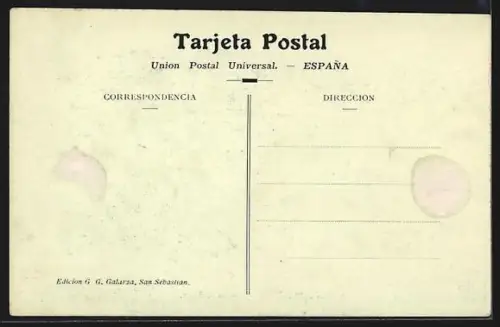 Tarjeta Postal
Union Postal Universal. — ESPAÑA
CORRESPONDENCIA
DIRECCION
Edicion G. G. Galarza, San Sebastian.